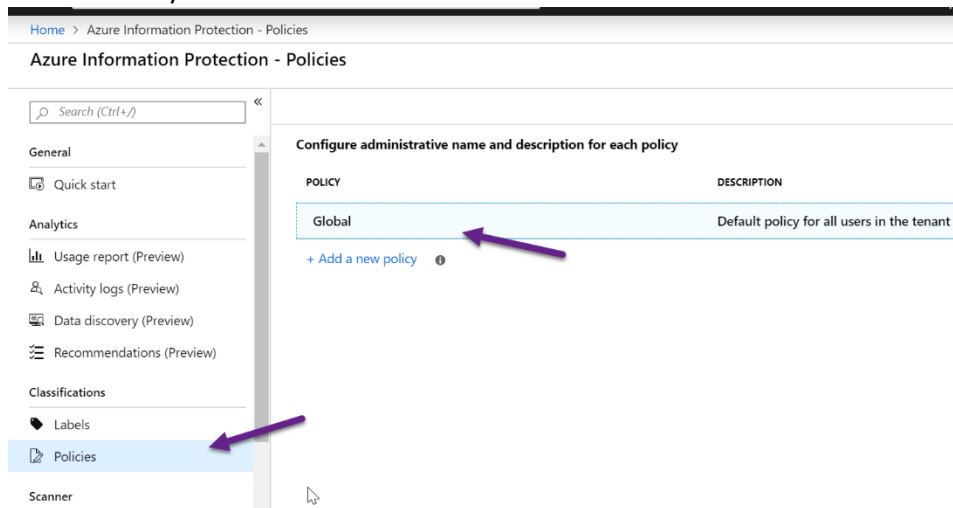 Home > Azure Information Protection - Policies
Azure Information Protection - Policies
Search (Ctrl+/)
«
General
Quick start
Analytics
Usage report (Preview)
Activity logs (Preview)
Data discovery (Preview)
Recommendations (Preview)
Classifications
Labels
Policies
Scanner
Configure administrative name and description for each policy
POLICY DESCRIPTION
Global Default policy for all users in the tenant
+ Add a new policy